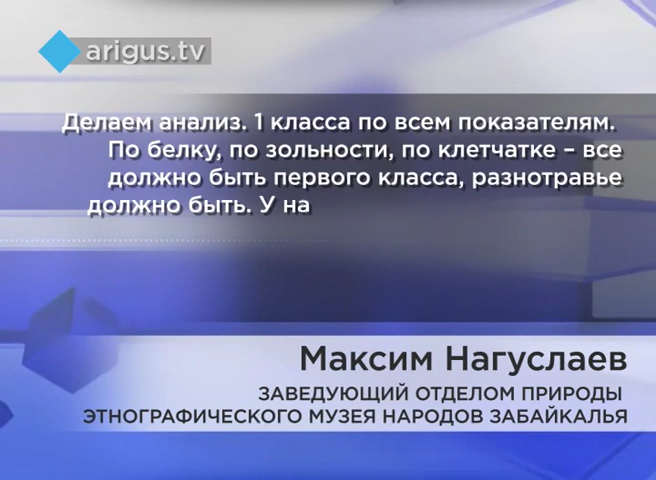 arigus.tv
Делаем анализ. 1 класса по всем показателям.
По белку, по зольности, по клетчатке – все
должно быть первого класса, разнотравье
должно быть. У на
Максим Нагуслаев
ЗАВЕДУЮЩИЙ ОТДЕЛОМ ПРИРОДЫ
ЭТНОГРАФИЧЕСКОГО МУЗЕЯ НАРОДОВ ЗАБАЙКАЛЬЯ